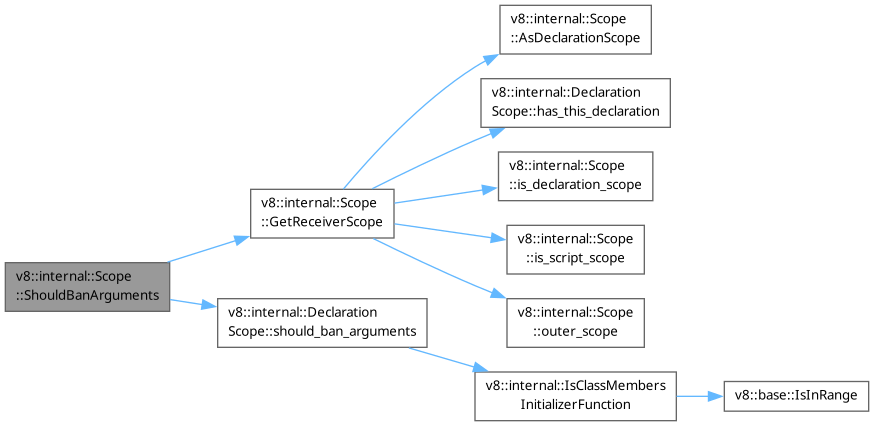 v8::internal::Scope
::AsDeclarationScope
v8::internal::Declaration
Scope::has_this_declaration
v8::internal::Scope
::is_declaration_scope
v8::internal::Scope
::GetReceiverScope
v8::internal::Scope
::is_script_scope
v8::internal::Scope
::ShouldBanArguments
v8::internal::Declaration
Scope::should_ban_arguments
v8::internal::Scope
::outer_scope
v8::internal::IsClassMembers
InitializerFunction
v8::base::IsInRange